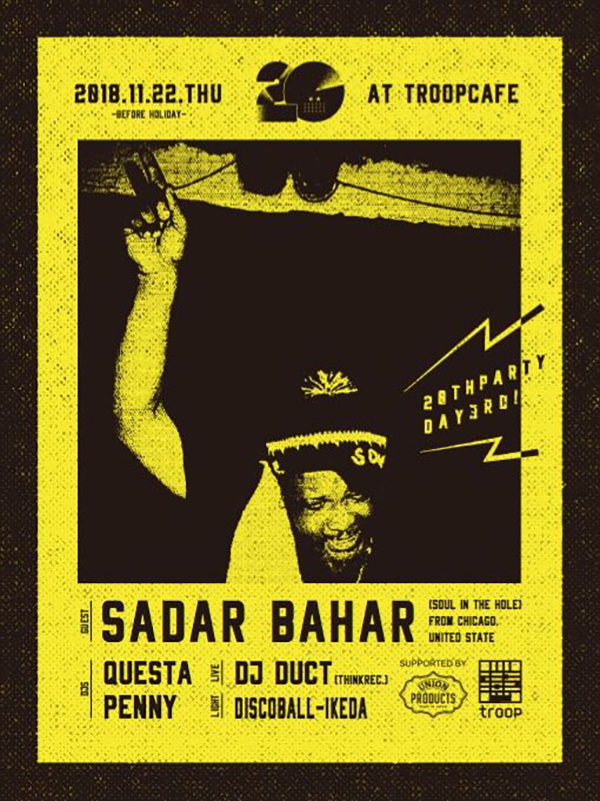 2018.11.22.THU
-BEFORE HOLIDAY-
20
AT TROOPCAFE
20THPARTY
DAY3RD!
GUEST
SADAR BAHAR
(SOUL IN THE HOLE)
FROM CHICAGO.
UNITED STATE
DJS
QUESTA
PENNY
LIVE
DJ DUCT (THINKREC.)
LIGHT
DISCOBALL-IKEDA
SUPPORTED BY
UNION
PRODUCTS
troop